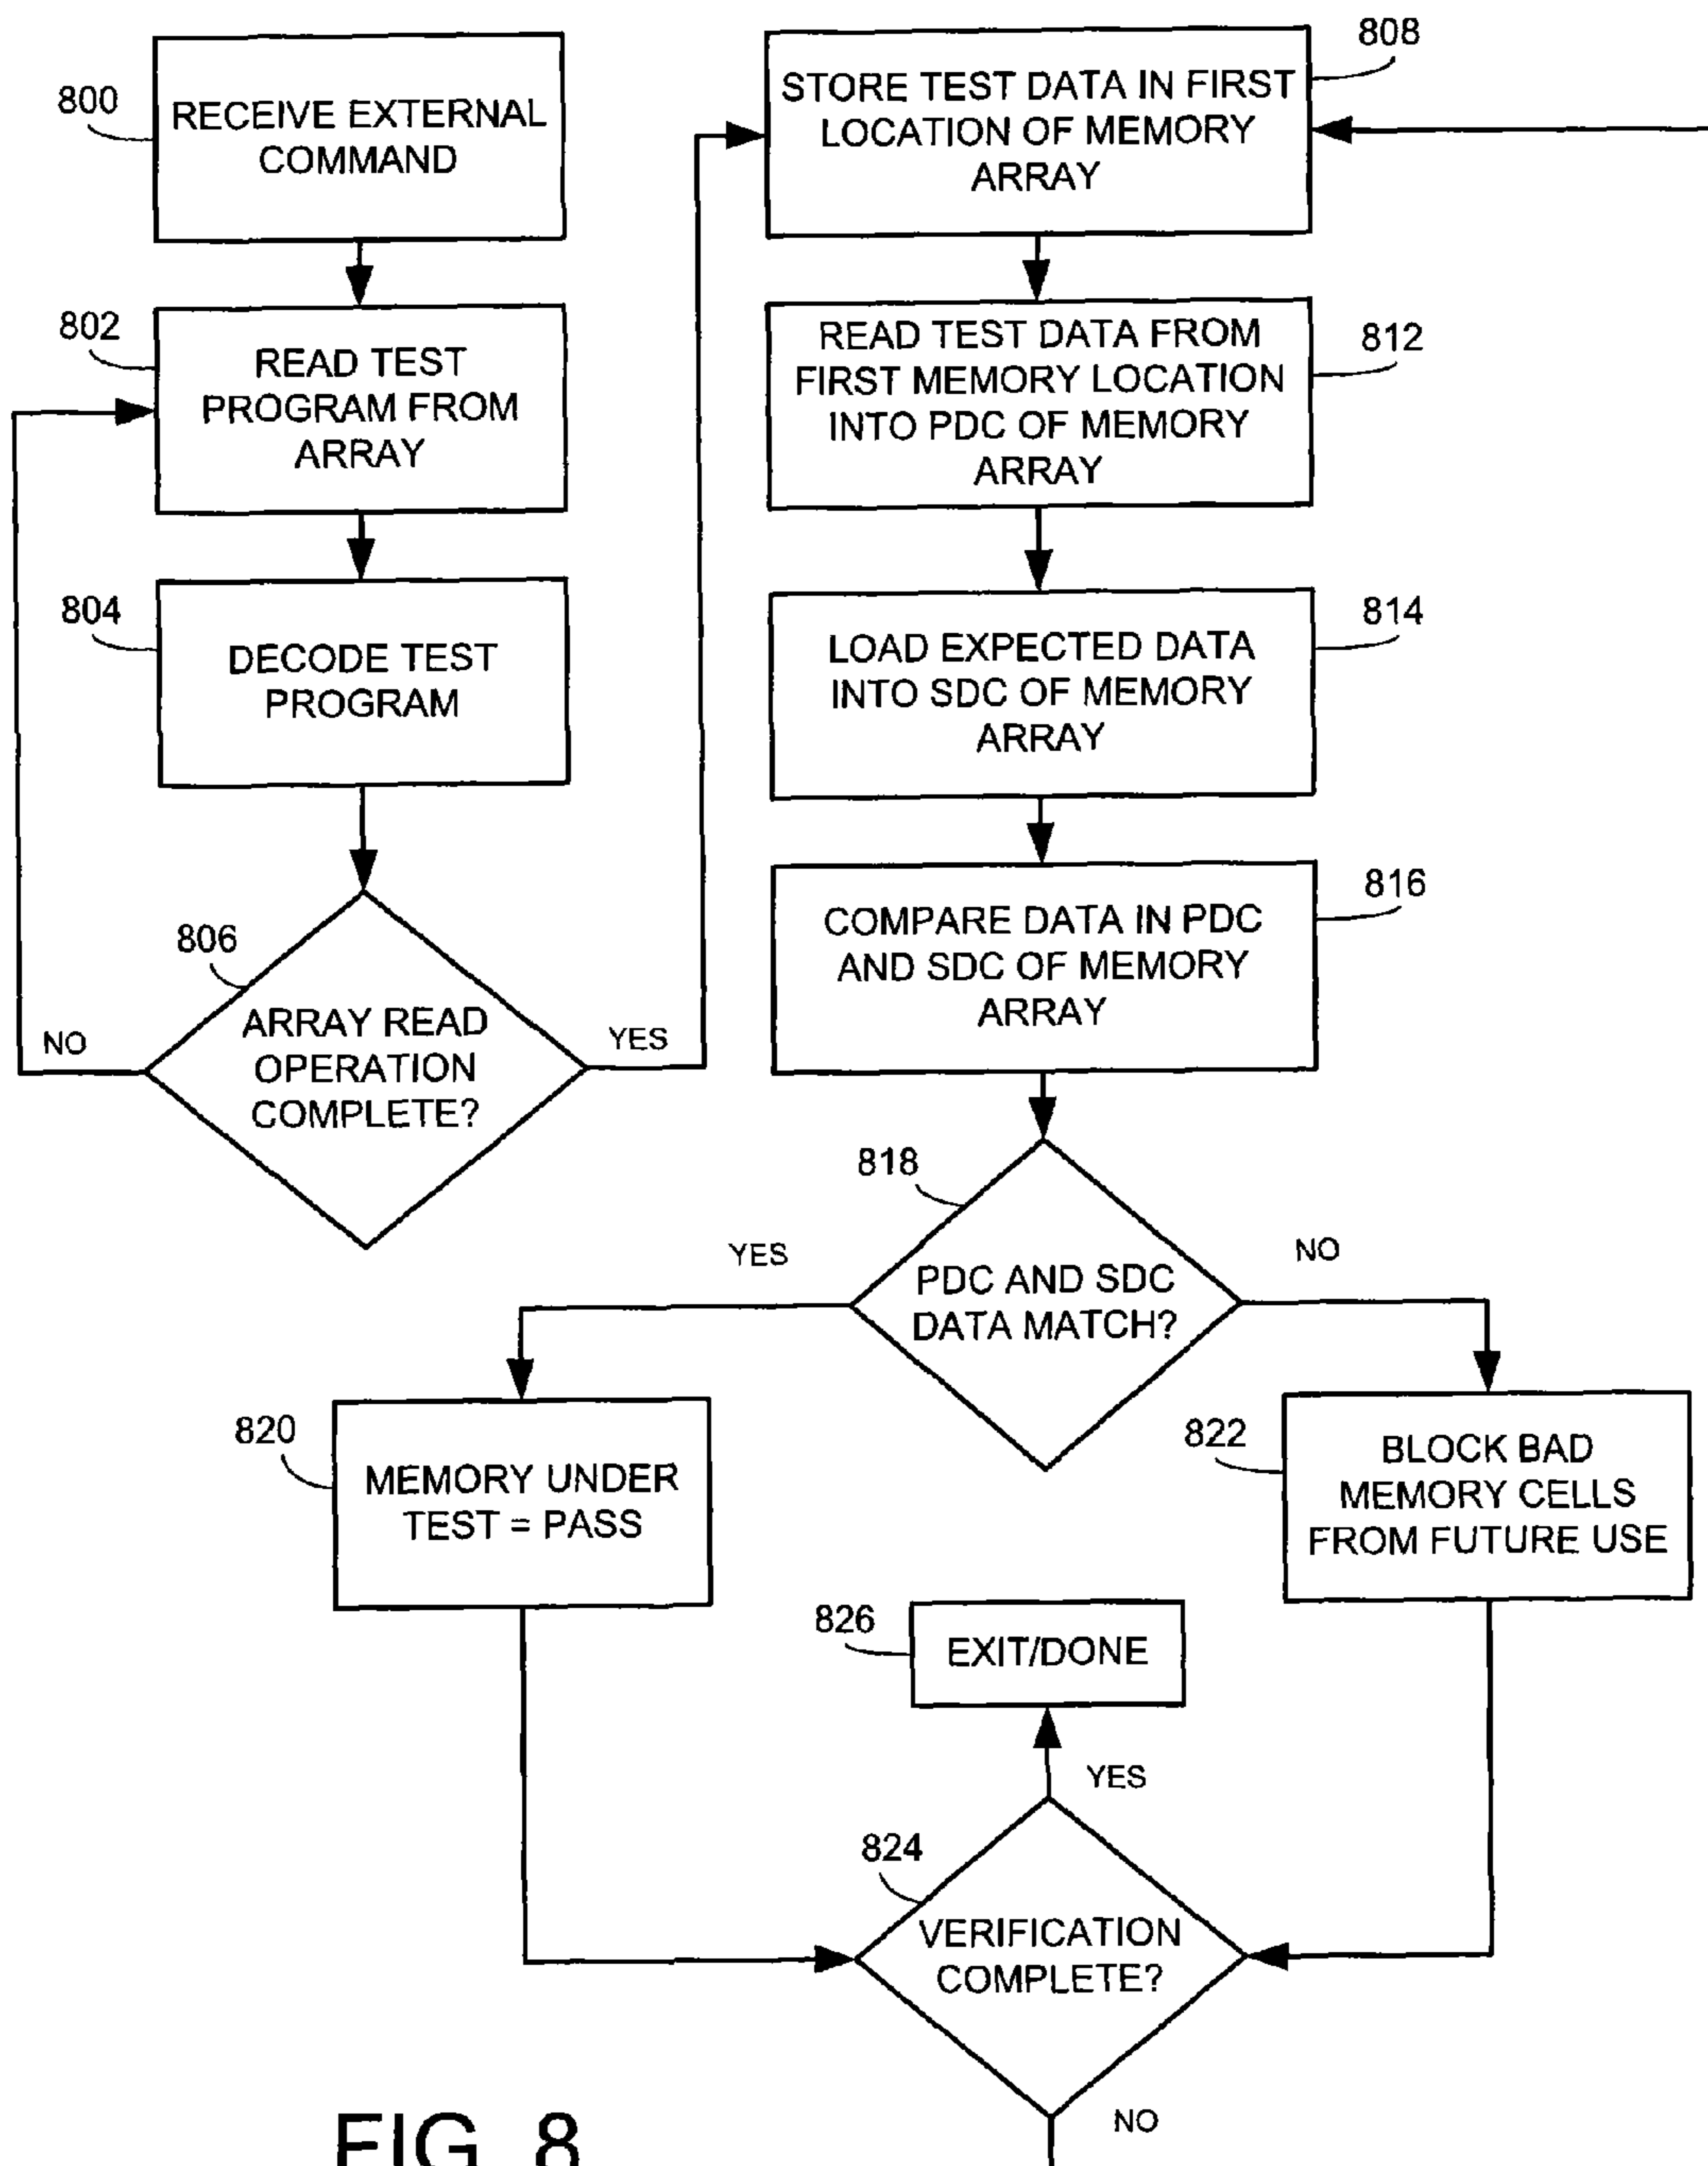 800
RECEIVE EXTERNAL
COMMAND
802
READ TEST
PROGRAM FROM
ARRAY
804
DECODE TEST
PROGRAM
806
ARRAY READ
OPERATION
COMPLETE?
NO
YES
808
STORE TEST DATA IN FIRST
LOCATION OF MEMORY
ARRAY
812
READ TEST DATA FROM
FIRST MEMORY LOCATION
INTO PDC OF MEMORY
ARRAY
814
LOAD EXPECTED DATA
INTO SDC OF MEMORY
ARRAY
816
COMPARE DATA IN PDC
AND SDC OF MEMORY
ARRAY
818
PDC AND SDC
DATA MATCH?
YES
NO
820
MEMORY UNDER
TEST = PASS
822
BLOCK BAD
MEMORY CELLS
FROM FUTURE USE
826
EXIT/DONE
YES
824
VERIFICATION
COMPLETE?
NO
FIG. 8